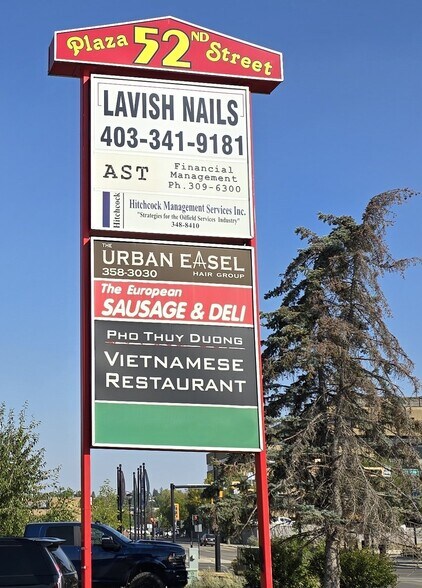 Plaza 52ND Street
LAVISH NAILS
403-341-9181
AST
Financial
Management
Ph.309-6300
Hitchcock
Hitchcock Management Services Inc.
"Strategies for the Oilfield Services Industry"
348-8410
THE
URBAN EASEL
358-3030 HAIR GROUP
The European
SAUSAGE & DELI
PHO THUY DUONG
VIETNAMESE
RESTAURANT